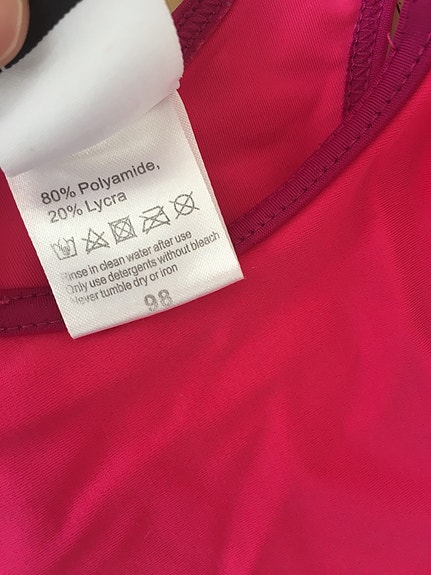 80% Polyamide,
20% Lycra
Rinse in clean water after use
Only use detergents without bleach
Never tumble dry or iron
98